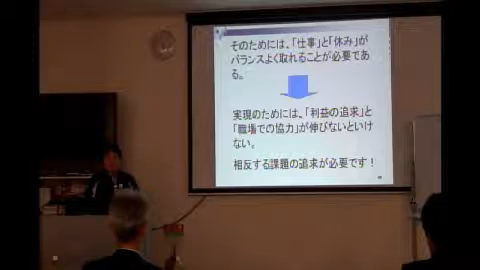 そのためには、「仕事」と「休み」が
バランスよく取れることが必要であ
る。
実現のためには、「利益の追求」と
「職場での協力」が伸びないといけ
ない。
相反する課題の追求が必要です！